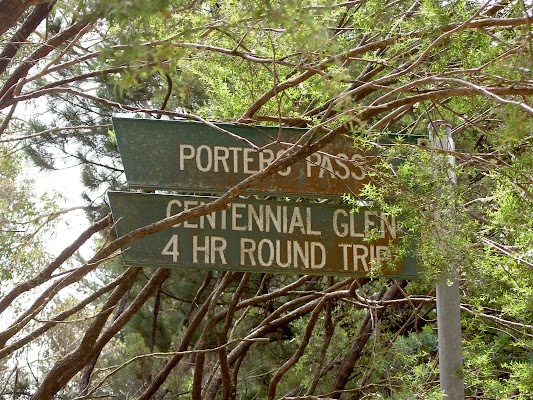 PORTERS PASS
CENTENNIAL GLEN
4 HR ROUND TRIP